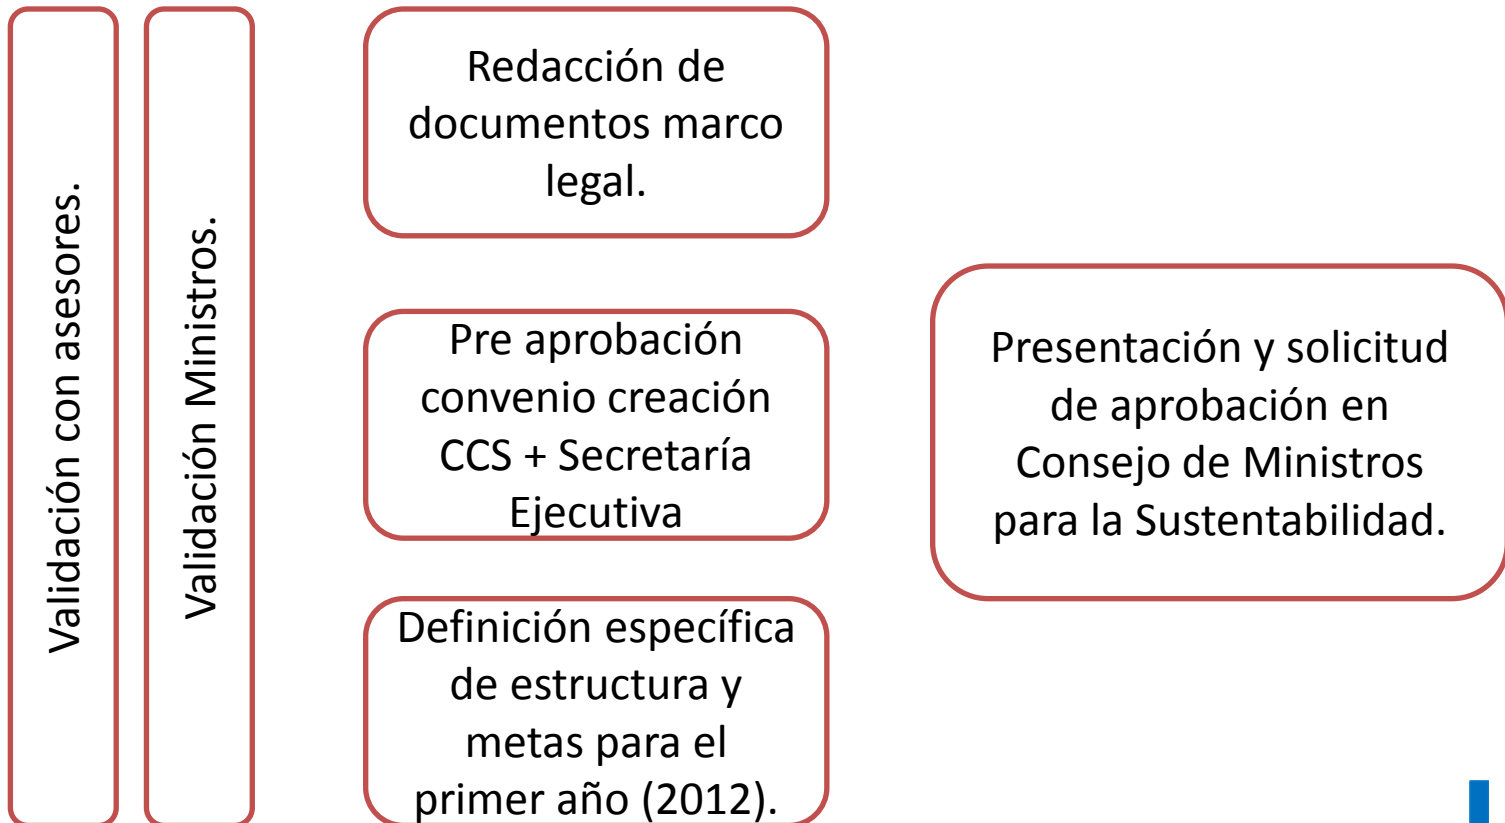 Validación con asesores.
Validación Ministros.
Redacción de
documentos marco
legal.
Pre aprobación
convenio creación
CCS + Secretaría
Ejecutiva
Definición específica
de estructura y
metas para el
primer año (2012).
Presentación y solicitud
de aprobación en
Consejo de Ministros
para la Sustentabilidad.